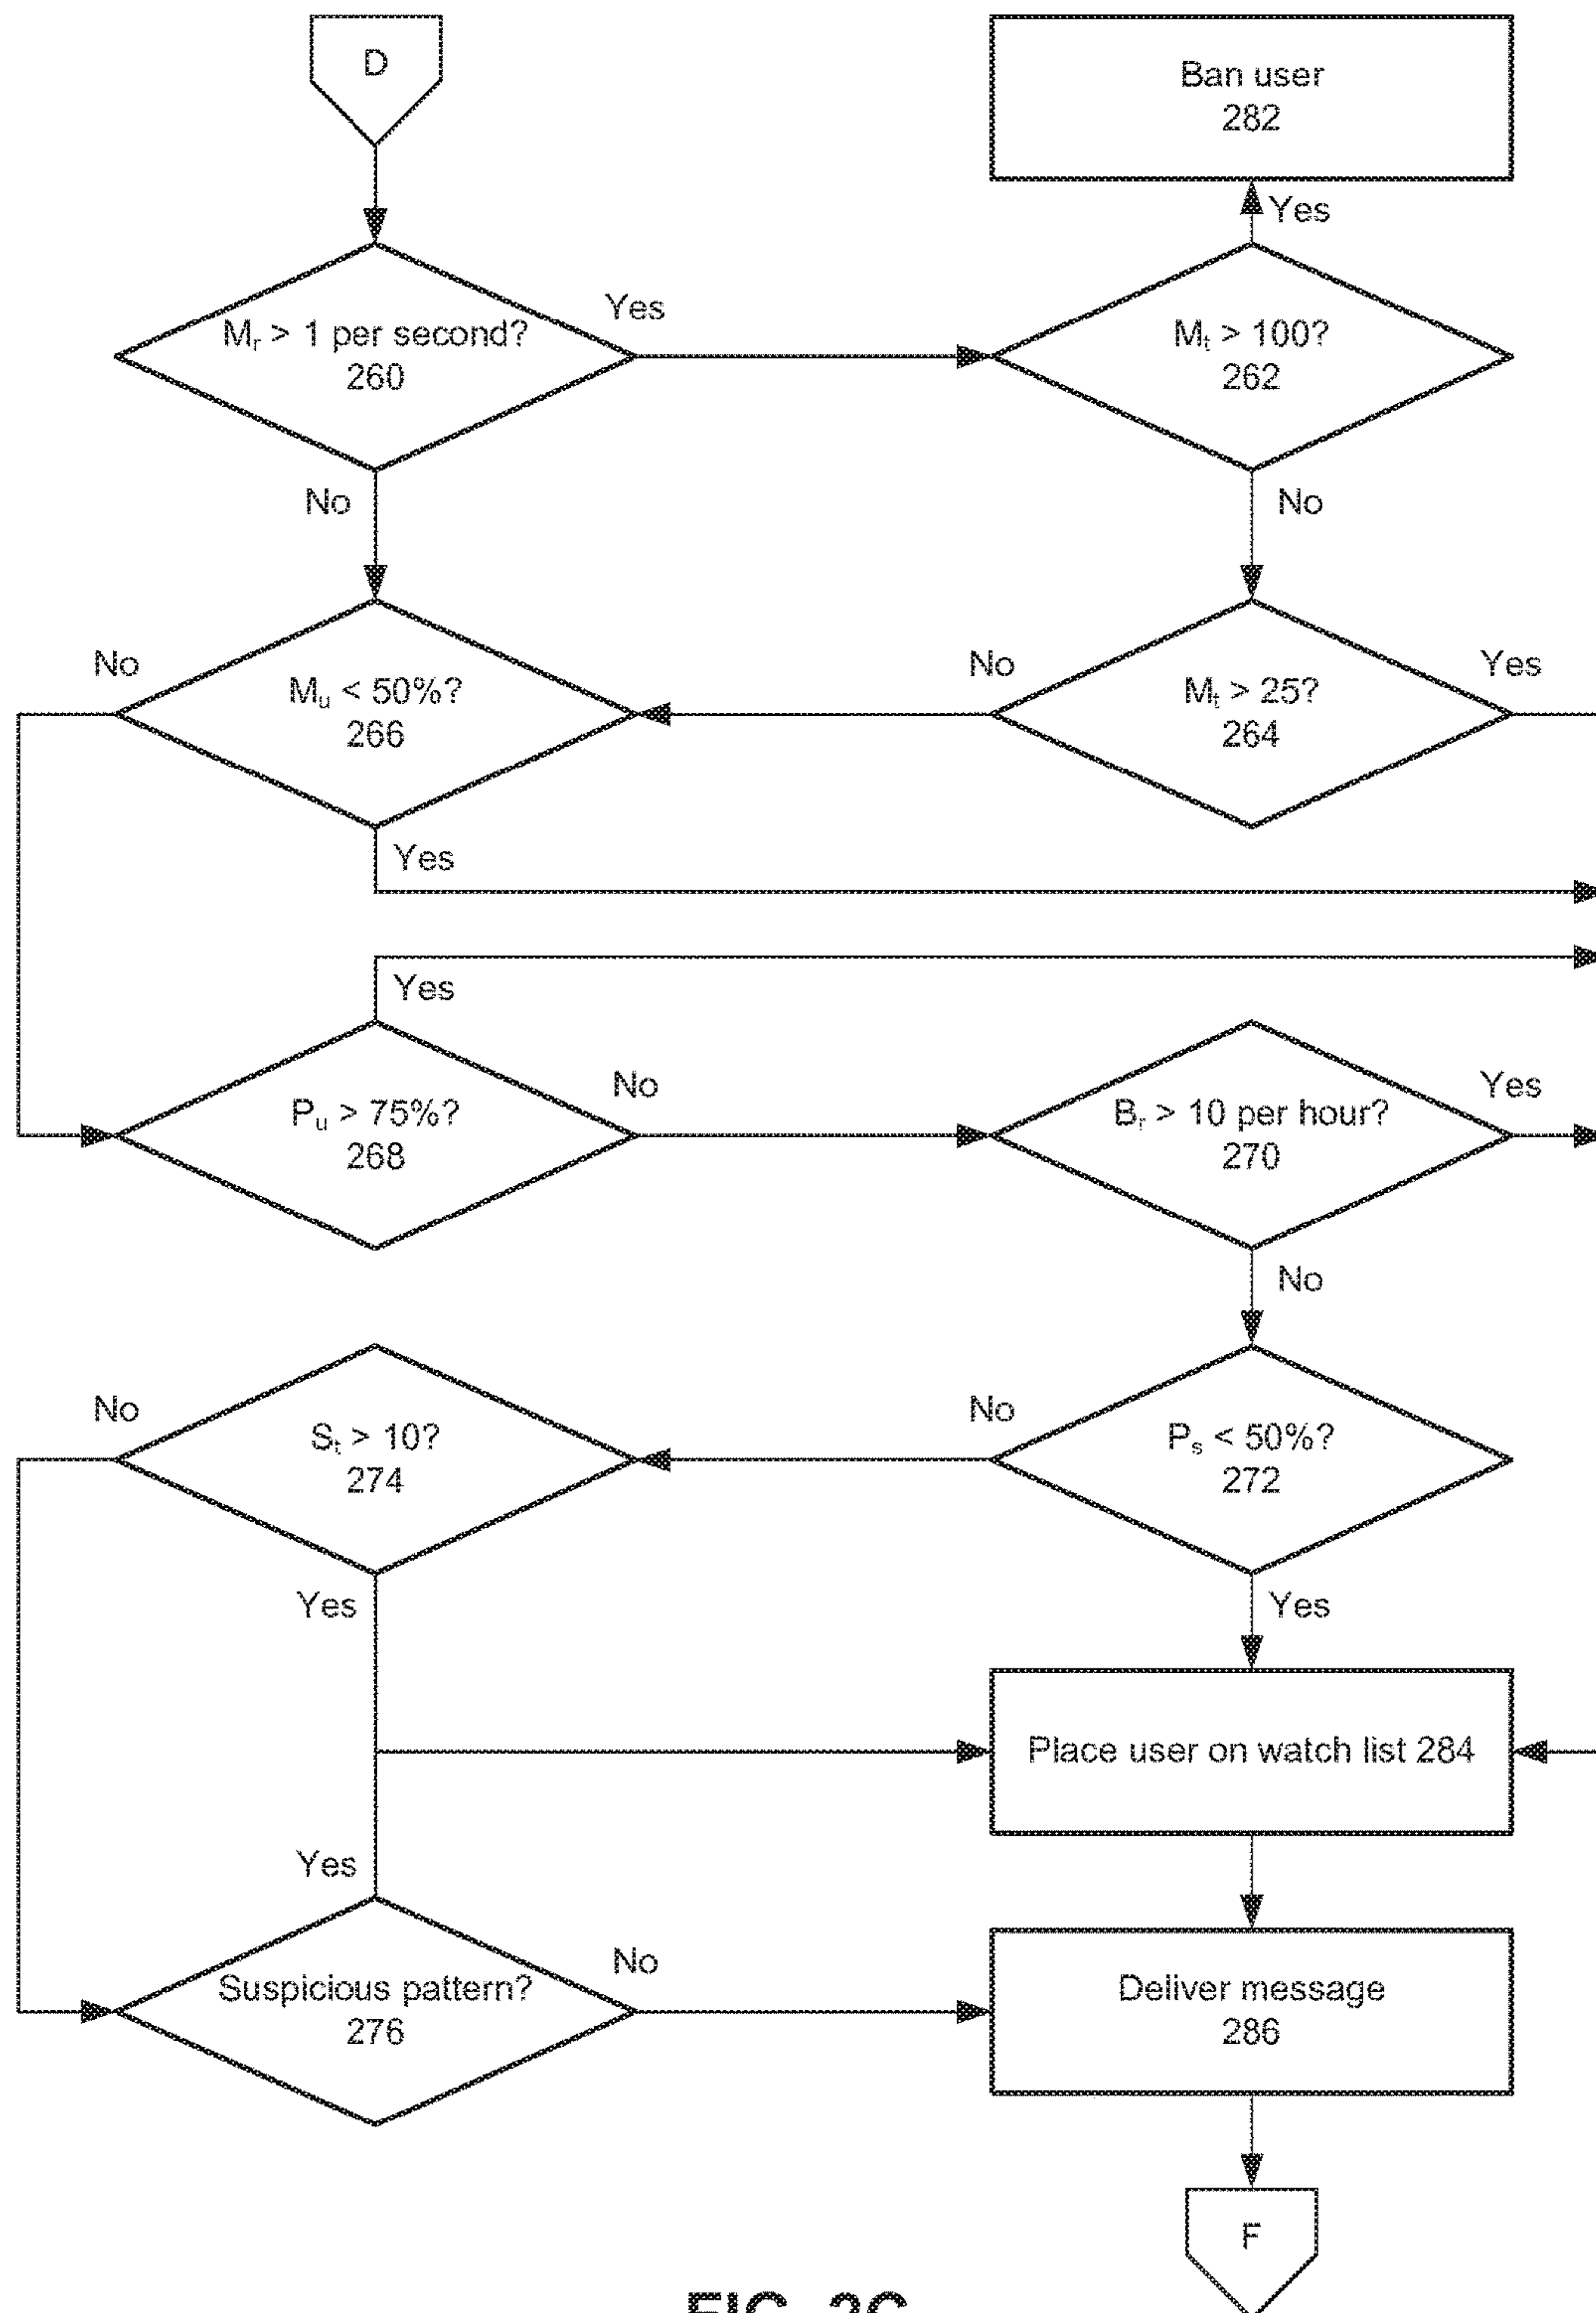 D
Ban user
282
Yes
Mᵣ > 1 per second?
260
Yes
Mₜ > 100?
262
No
No
No
Mᵤ < 50%?
266
No
Mₜ > 25?
264
Yes
Yes
Yes
Pᵤ > 75%?
268
No
Bᵣ > 10 per hour?
270
Yes
No
No
Sₜ > 10?
274
No
Pₛ < 50%?
272
Yes
Yes
Place user on watch list 284
Yes
Suspicious pattern?
276
No
Deliver message
286
F
FIG. 2C